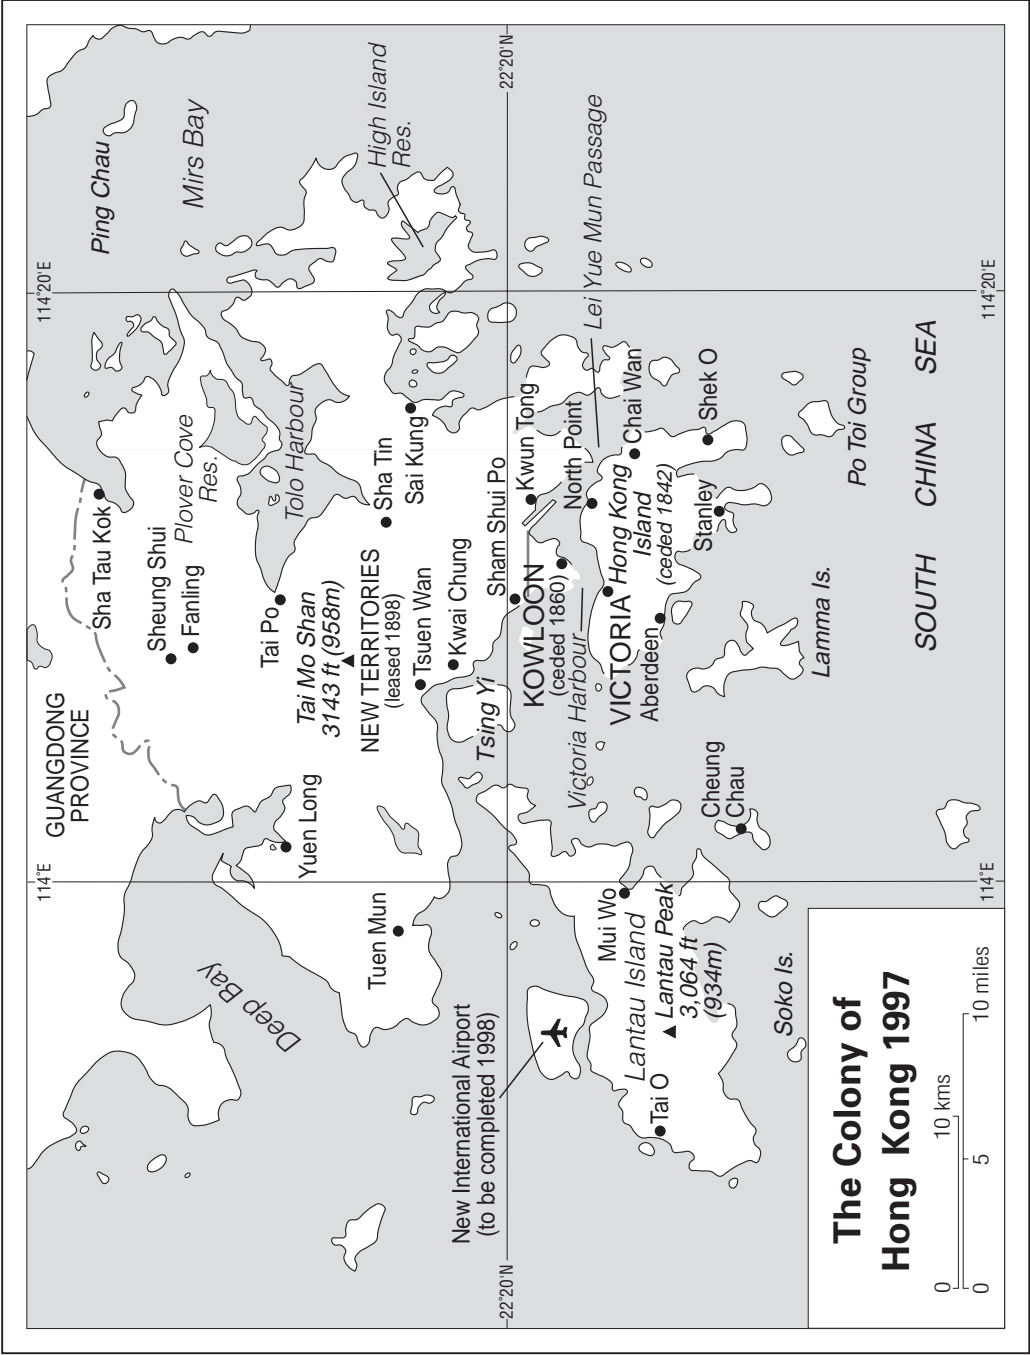 GUANGDONG
PROVINCE
Sha Tau Kok
Ping Chau
Sheung Shui
Fanling
Plover Cove
Res.
Mirs Bay
Deep Bay
Yuen Long
Tai Po
Tolo Harbour
Tai Mo Shan
3143 ft (958m)
NEW TERRITORIES
(leased 1898)
Sha Tin
Sai Kung
High Island
Res.
Tuen Mun
Tsuen Wan
Kwai Chung
Tsing Yi
Sham Shui Po
Kwun Tong
New International Airport
(to be completed 1998)
KOWLOON
(ceded 1860)
Victoria Harbour
North Point
Lei Yue Mun Passage
VICTORIA
Hong Kong
Island
(ceded 1842)
Chai Wan
Aberdeen
Stanley
Shek O
Mui Wo
Lantau Island
Lantau Peak
3,064 ft
(934m)
Tai O
Cheung
Chau
Soko Is.
Lamma Is.
Po Toi Group
SOUTH CHINA SEA
114°E
114°20'E
22°20'N
22°20'N
114°E
114°20'E
The Colony of
Hong Kong 1997
0 10 kms
0 5 10 miles